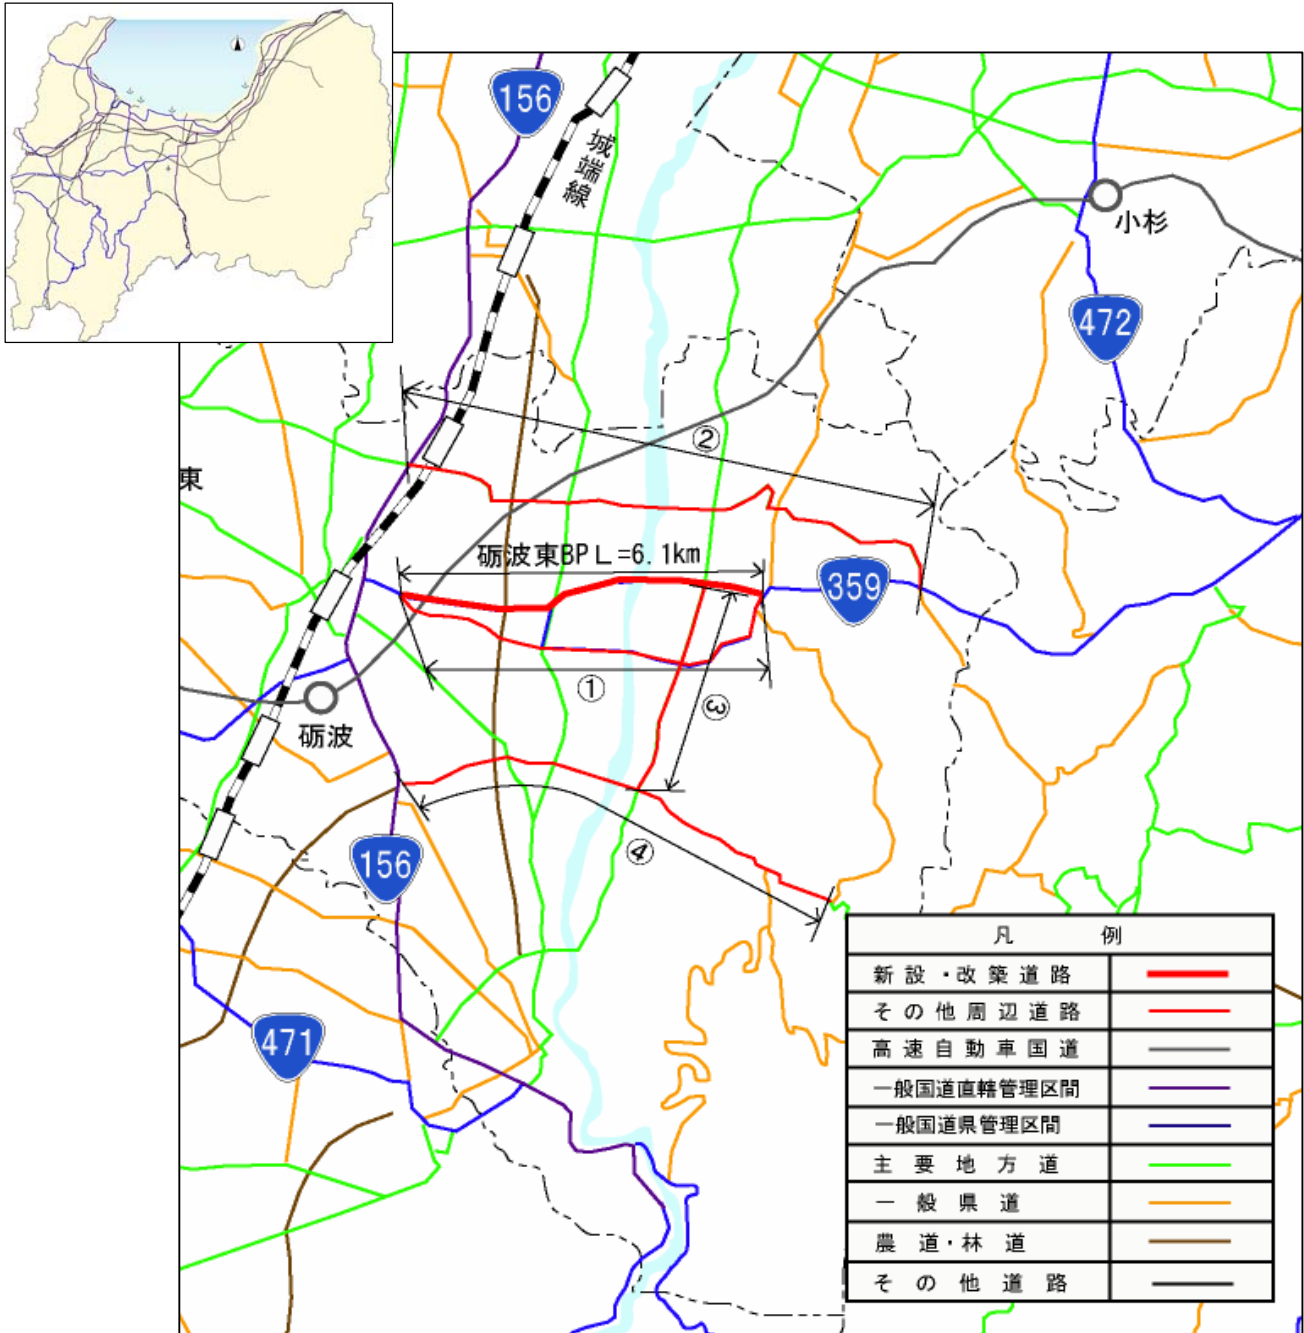 156
城端線
小杉
472
東
②
砺波東BP L=6.1km
359
①
③
砺波
④
156
471
凡 例
新設・改築道路
その他周辺道路
高速自動車国道
一般国道直轄管理区間
一般国道県管理区間
主要地方道
一般県道
農道・林道
その他道路